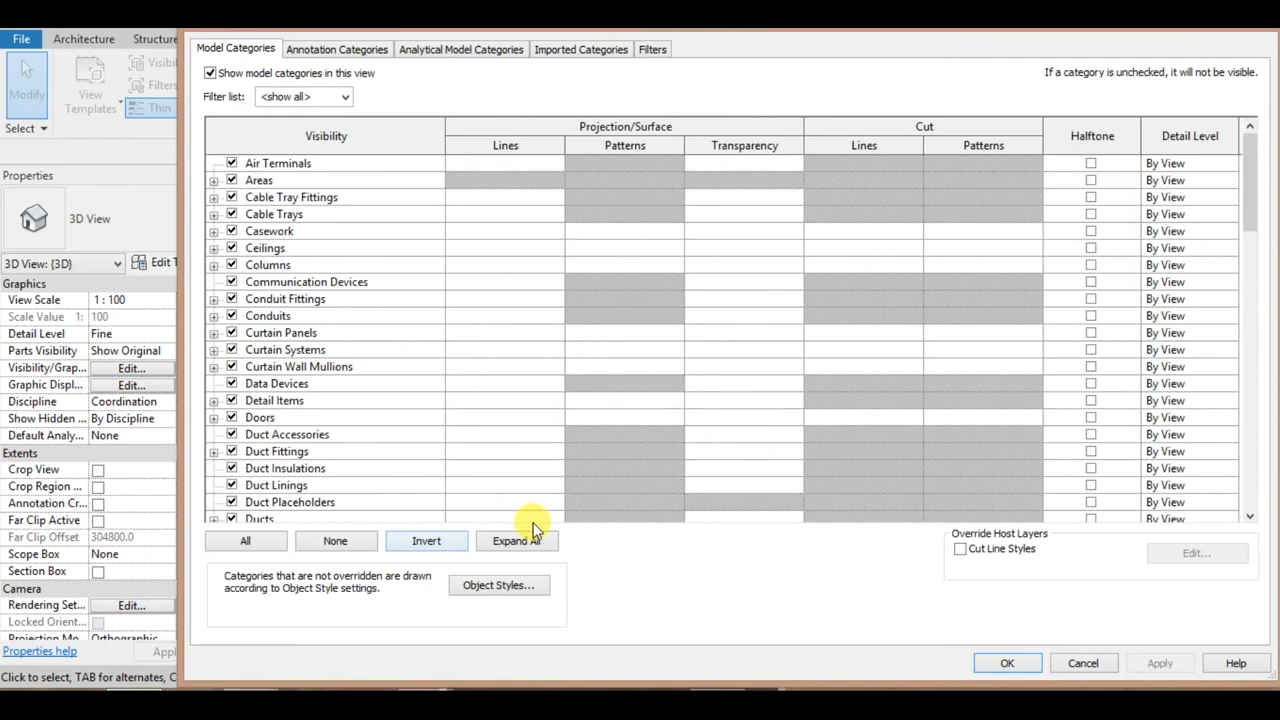 File Architecture Structure
Modify
View
Templates
Visibi
Filters
Thin
Select
Properties
3D View
3D View: {3D} Edit T
Graphics
View Scale 1 : 100
Scale Value 1: 100
Detail Level Fine
Parts Visibility Show Original
Visibility/Grap... Edit...
Graphic Displ... Edit...
Discipline Coordination
Show Hidden By Discipline
Default Analy... None
Extents
Crop View
Crop Region ...
Annotation Cr...
Far Clip Active
Far Clip Offset 304800.0
Scope Box None
Section Box
Camera
Rendering Set... Edit...
Locked Orient...
Projection Mo... Orthographic
Properties help Apply
Click to select, TAB for alternates, C
Model Categories Annotation Categories Analytical Model Categories Imported Categories Filters
Show model categories in this view
If a category is unchecked, it will not be visible.
Filter list: <show all>
Visibility Projection/Surface Cut Halftone Detail Level
Lines Patterns Transparency Lines Patterns
Air Terminals By View
Areas By View
Cable Tray Fittings By View
Cable Trays By View
Casework By View
Ceilings By View
Columns By View
Communication Devices By View
Conduit Fittings By View
Conduits By View
Curtain Panels By View
Curtain Systems By View
Curtain Wall Mullions By View
Data Devices By View
Detail Items By View
Doors By View
Duct Accessories By View
Duct Fittings By View
Duct Insulations By View
Duct Linings By View
Duct Placeholders By View
Ducts By View
All None Invert Expand All
Override Host Layers
Cut Line Styles Edit...
Categories that are not overridden are drawn
according to Object Style settings.
Object Styles...
OK Cancel Apply Help